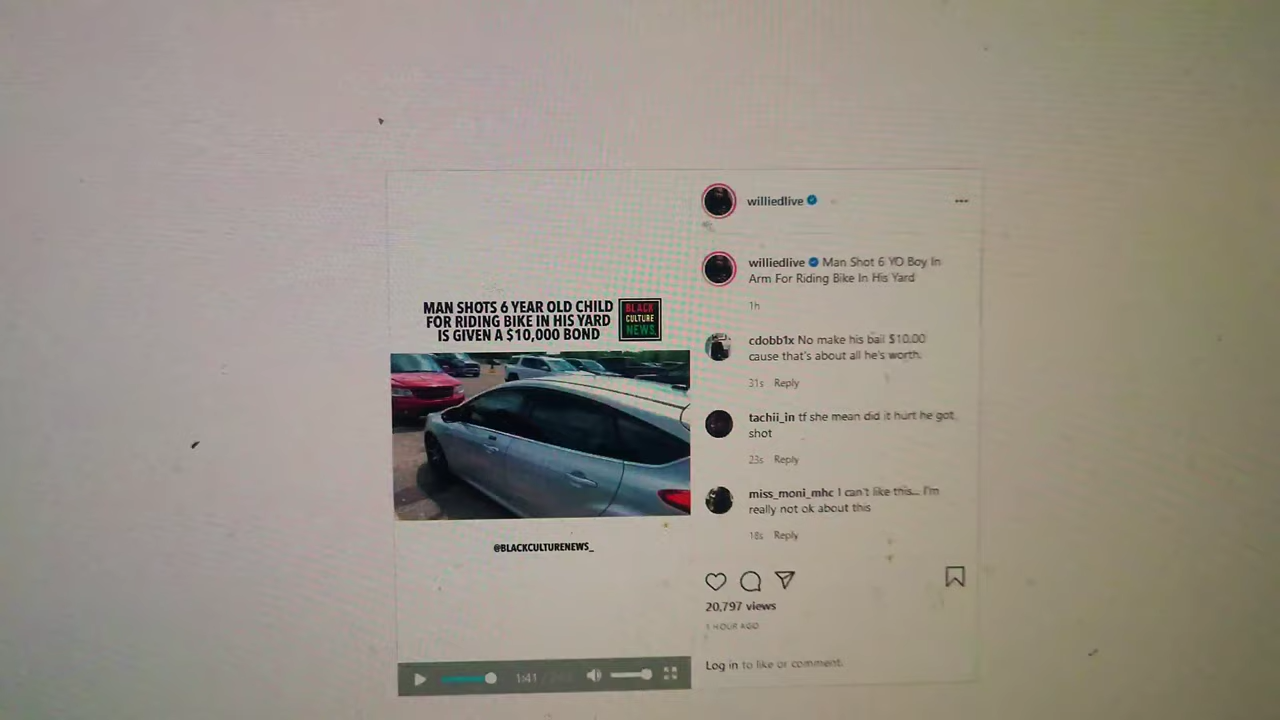 williedlive
williedlive Man Shot 6 YO Boy In
Arm For Riding Bike In His Yard
1h
MAN SHOTS 6 YEAR OLD CHILD
FOR RIDING BIKE IN HIS YARD
IS GIVEN A $10,000 BOND
BLACK
CULTURE
NEWS
cdobb1x No make his bail $10.00
cause that's about all he's worth.
31s Reply
tachii_in tf she mean did it hurt he got
shot
23s Reply
miss_moni_mhc I can't like this... I'm
really not ok about this
18s Reply
@BLACKCULTURENEWS_
20,797 views
1 HOUR AGO
Log in to like or comment.
1:41